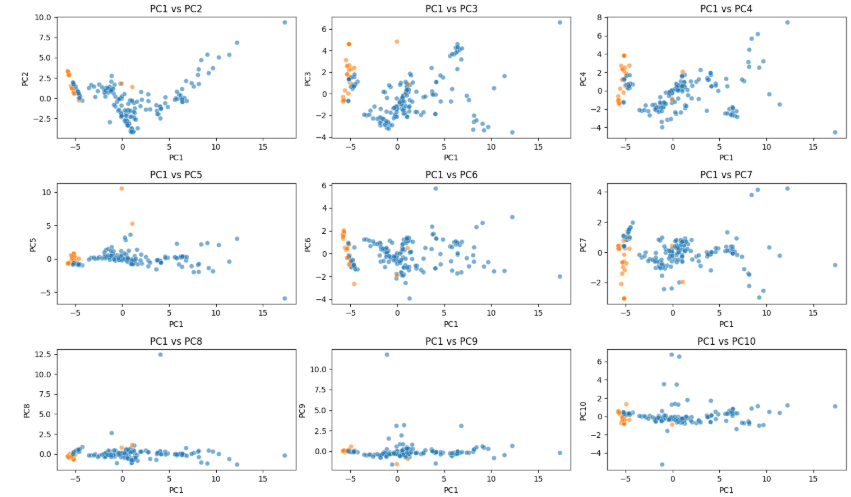 PC1 vs PC2
PC1 vs PC3
PC1 vs PC4
10.0
7.5
5.0
2.5
0.0
−2.5
PC2
−5 0 5 10 15
PC1
6
4
2
0
−2
−4
PC3
−5 0 5 10 15
PC1
8
6
4
2
0
−2
−4
PC4
−5 0 5 10 15
PC1
PC1 vs PC5
PC1 vs PC6
PC1 vs PC7
10
5
0
−5
PC5
−5 0 5 10 15
PC1
6
4
2
0
−2
−4
PC6
−5 0 5 10 15
PC1
4
2
0
−2
PC7
−5 0 5 10 15
PC1
PC1 vs PC8
PC1 vs PC9
PC1 vs PC10
12.5
10.0
7.5
5.0
2.5
0.0
PC8
−5 0 5 10 15
PC1
10.0
7.5
5.0
2.5
0.0
PC9
−5 0 5 10 15
PC1
6
4
2
0
−2
−4
PC10
−5 0 5 10 15
PC1